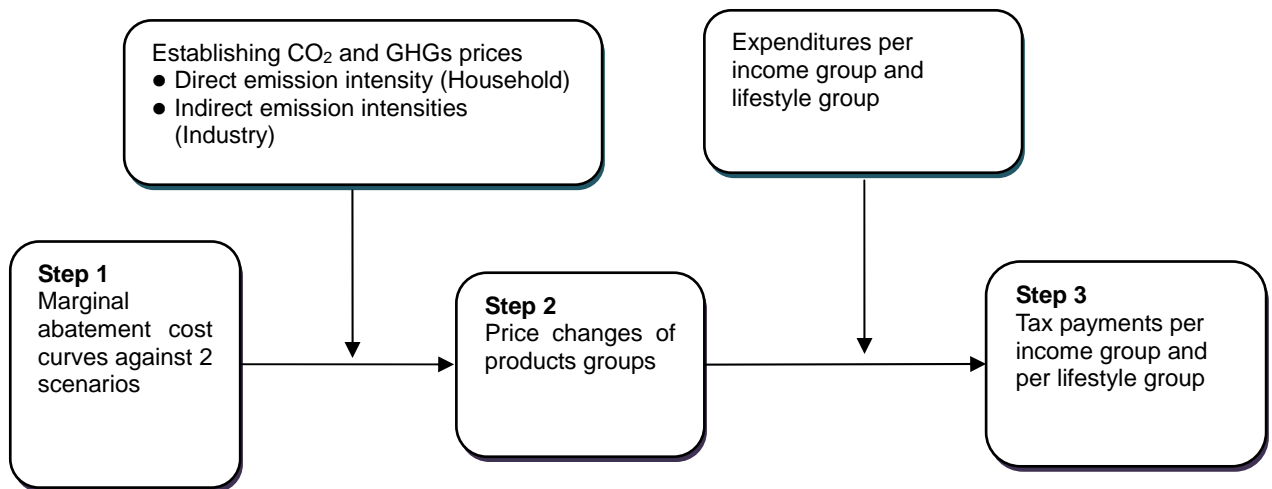 Establishing CO₂ and GHGs prices
● Direct emission intensity (Household)
● Indirect emission intensities
(Industry)
Expenditures per
income group and
lifestyle group
Step 1
Marginal
abatement cost
curves against 2
scenarios
Step 2
Price changes of
products groups
Step 3
Tax payments per
income group and
per lifestyle group